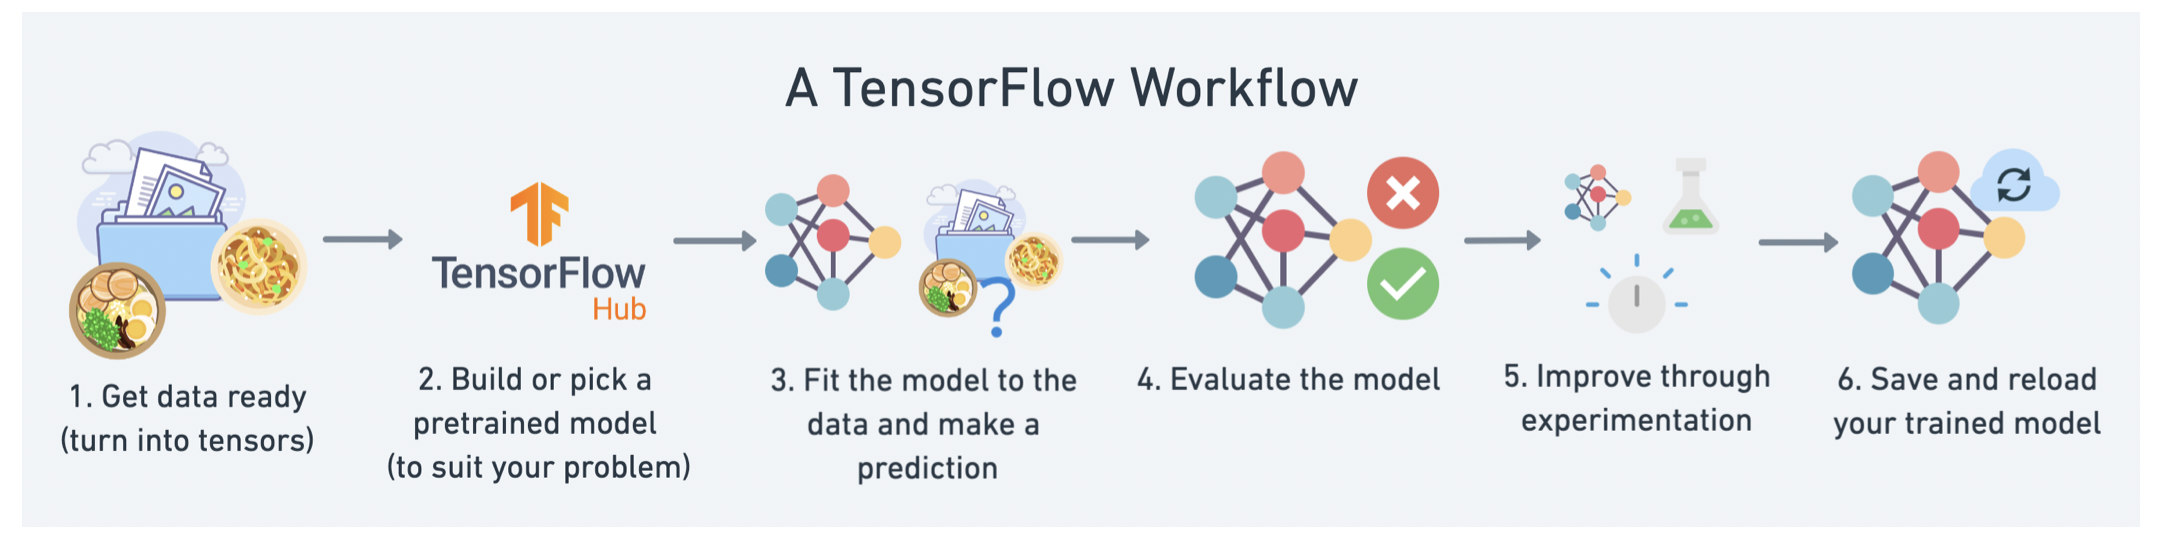 A TensorFlow Workflow
TensorFlow
Hub
1. Get data ready
(turn into tensors)
2. Build or pick a
pretrained model
(to suit your problem)
3. Fit the model to the
data and make a
prediction
4. Evaluate the model
5. Improve through
experimentation
6. Save and reload
your trained model